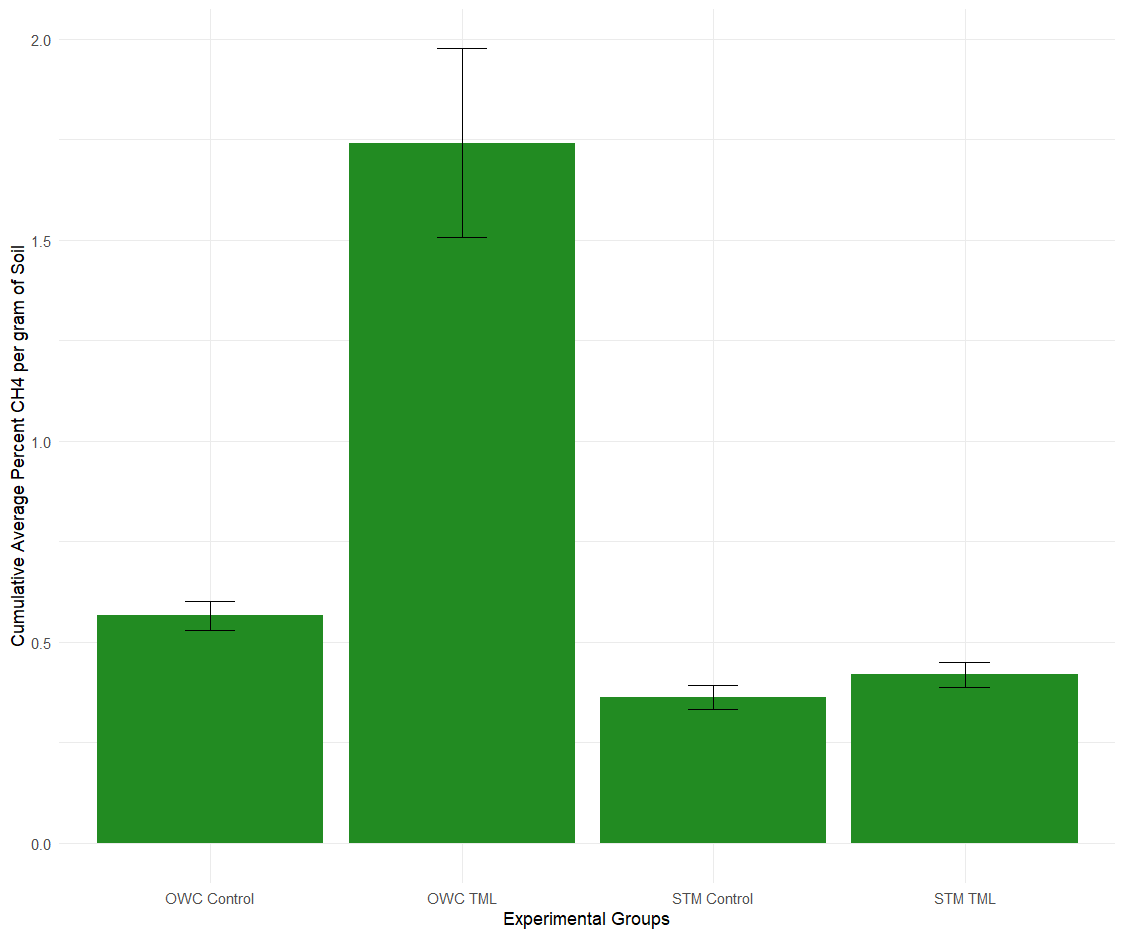 Cumulative Average Percent CH4 per gram of Soil
2.0
1.5
1.0
0.5
0.0
OWC Control
OWC TML
STM Control
STM TML
Experimental Groups